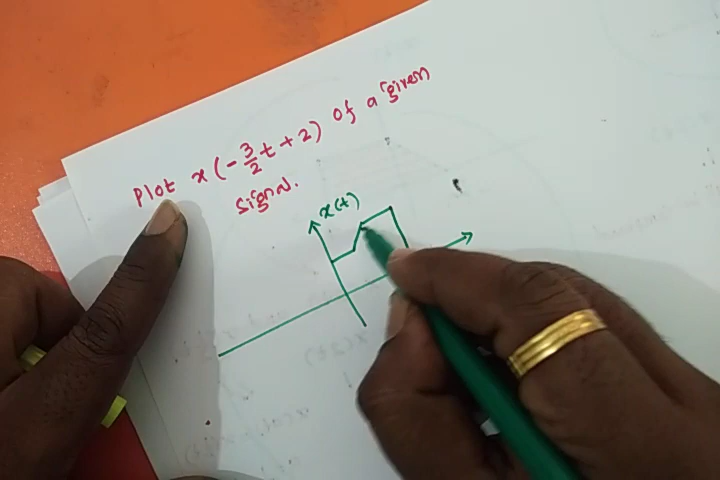 Plot x(-3/2t+2) of a given
signal.
x(t)